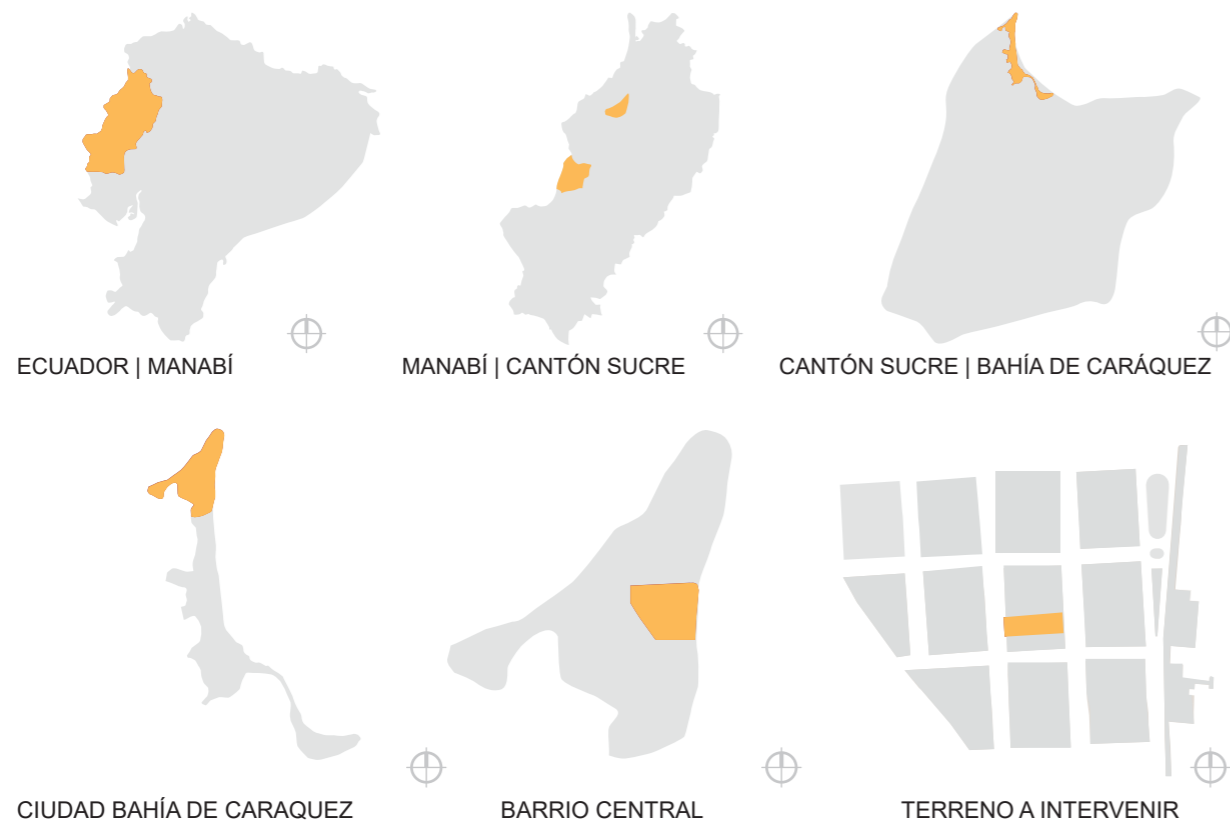 ECUADOR | MANABÍ
MANABÍ | CANTÓN SUCRE
CANTÓN SUCRE | BAHÍA DE CARÁQUEZ
CIUDAD BAHÍA DE CARAQUEZ
BARRIO CENTRAL
TERRENO A INTERVENIR